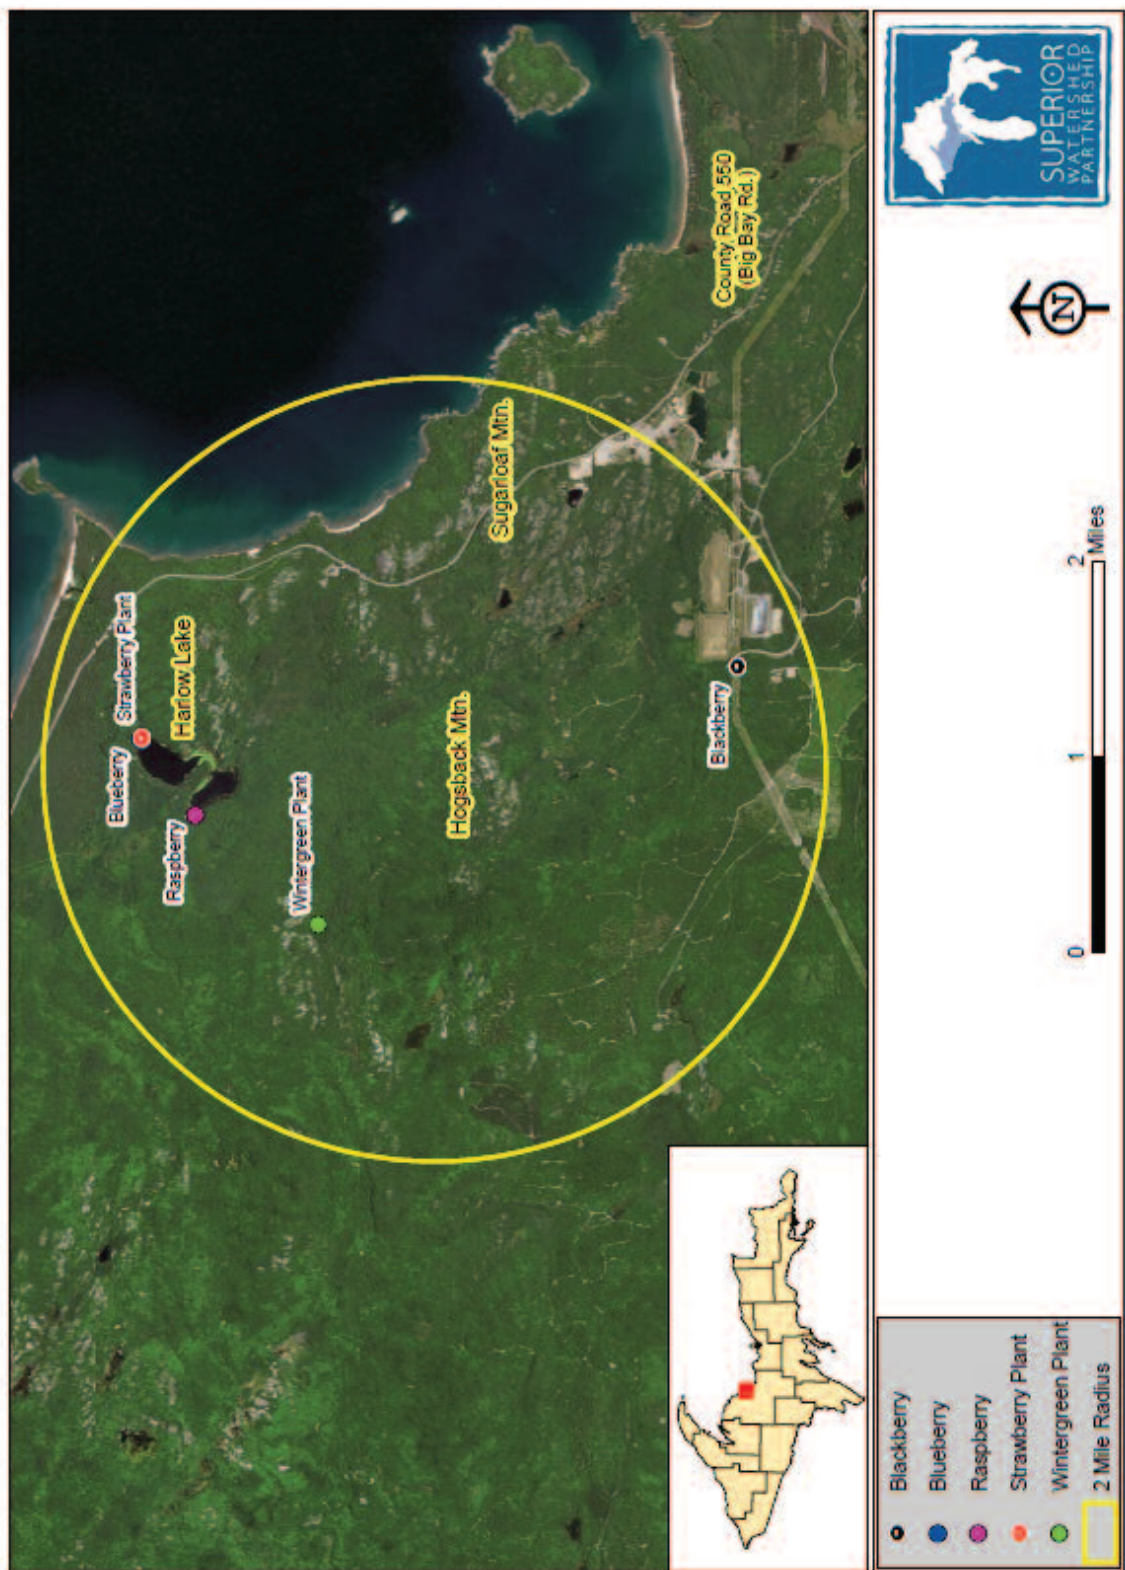 Blueberry
Strawberry Plant
Raspberry
Harlow Lake
Wintergreen Plant
Hogsback Mtn.
Sugarloaf Mtn.
Blackberry
County Road 550
(Big Bay Rd.)
Blackberry
Blueberry
Raspberry
Strawberry Plant
Wintergreen Plant
2 Mile Radius
0
1
2
Miles
N
SUPERIOR
WATERSHED
PARTNERSHIP